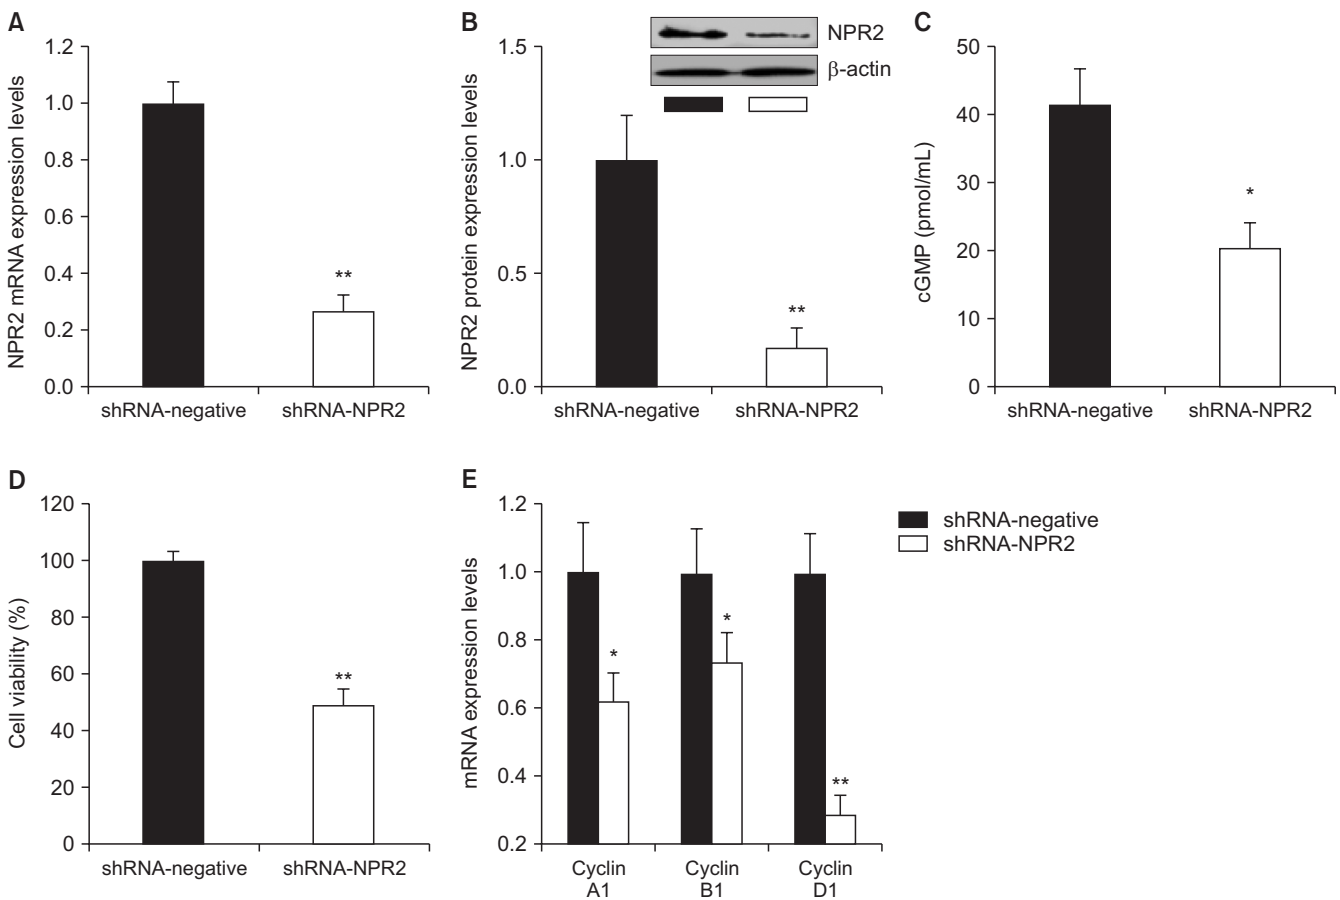 A
NPR2 mRNA expression levels
1.2
1.0
0.8
0.6
0.4
0.2
0.0
**
shRNA-negative
shRNA-NPR2
B
NPR2 protein expression levels
1.5
1.0
0.5
0.0
NPR2
β-actin
**
shRNA-negative
shRNA-NPR2
C
cGMP (pmol/mL)
50
40
30
20
10
0
*
shRNA-negative
shRNA-NPR2
D
Cell viability (%)
120
100
80
60
40
20
0
**
shRNA-negative
shRNA-NPR2
E
mRNA expression levels
1.2
1.0
0.8
0.6
0.4
0.2
*
*
**
Cyclin
A1
Cyclin
B1
Cyclin
D1
shRNA-negative
shRNA-NPR2